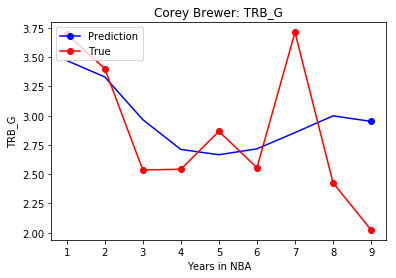 Corey Brewer: TRB_G
Prediction
True
3.75
3.50
3.25
3.00
2.75
2.50
2.25
2.00
TRB_G
1 2 3 4 5 6 7 8 9
Years in NBA